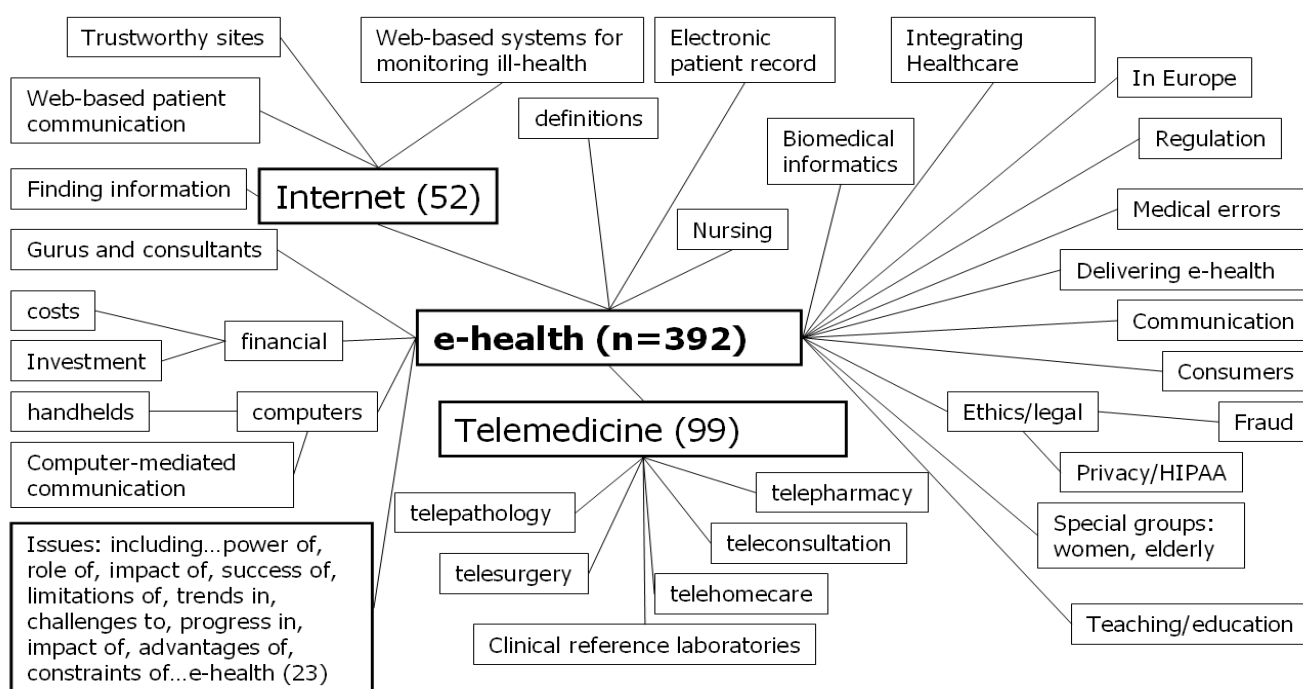 Trustworthy sites
Web-based systems for
monitoring ill-health
Electronic
patient record
Integrating
Healthcare
In Europe
Web-based patient
communication
definitions
Biomedical
informatics
Regulation
Finding information
Internet (52)
Medical errors
Gurus and consultants
Nursing
Delivering e-health
costs
financial
Investment
e-health (n=392)
Communication
Consumers
handhelds
computers
Telemedicine (99)
Ethics/legal
Fraud
Computer-mediated
communication
Privacy/HIPAA
telepathology
telepharmacy
teleconsultation
Special groups:
women, elderly
telesurgery
telehomecare
Clinical reference laboratories
Teaching/education
Issues: including...power of,
role of, impact of, success of,
limitations of, trends in,
challenges to, progress in,
impact of, advantages of,
constraints of...e-health (23)